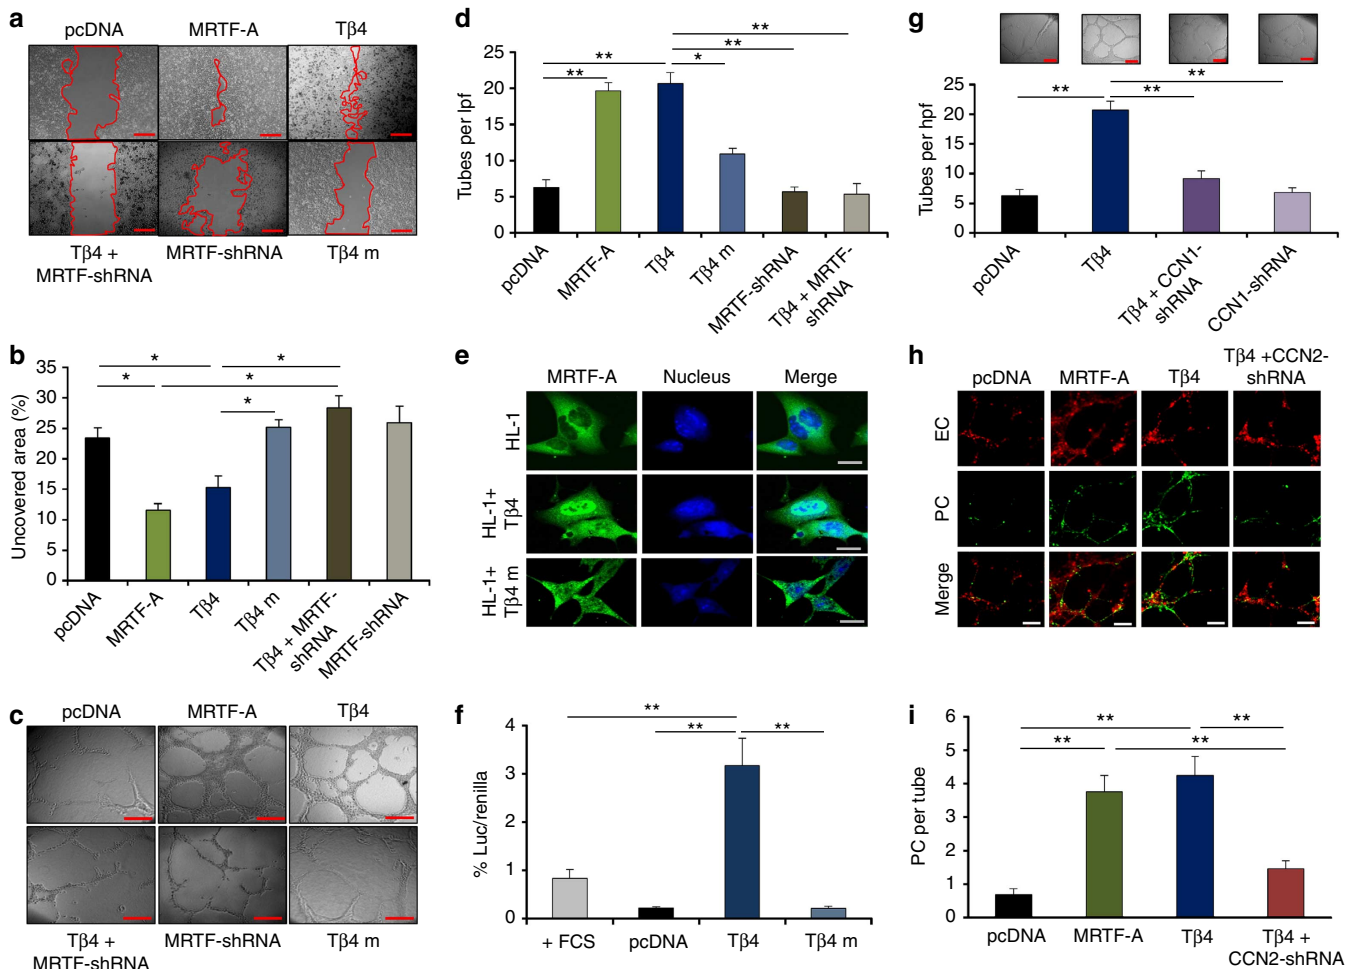 a
pcDNA MRTF-A Tβ4
Tβ4 + MRTF-shRNA Tβ4 m
MRTF-shRNA
b
35
30
25
20
15
10
5
0
Uncovered area (%)
* *
* *
*
pcDNA MRTF-A Tβ4 Tβ4 m Tβ4 + MRTF- MRTF-shRNA
shRNA
c
pcDNA MRTF-A Tβ4
Tβ4 + MRTF-shRNA Tβ4 m
MRTF-shRNA
d
25
20
15
10
5
0
Tubes per lpf
**
**
** *
**
pcDNA MRTF-A Tβ4 Tβ4 m MRTF-shRNA Tβ4 + MRTF-
shRNA
e
MRTF-A Nucleus Merge
HL-1
HL-1+
Tβ4
HL-1+
Tβ4 m
f
4
3
2
1
0
% Luc/renilla
**
** **
+ FCS pcDNA Tβ4 Tβ4 m
g
25
20
15
10
5
0
Tubes per hpf
**
** **
pcDNA Tβ4 Tβ4 + CCN1- CCN1-shRNA
shRNA
h
Tβ4 +CCN2-
pcDNA MRTF-A Tβ4 shRNA
EC
PC
Merge
i
6
5
4
3
2
1
0
PC per tube
** **
** **
pcDNA MRTF-A Tβ4 Tβ4 +
CCN2-shRNA